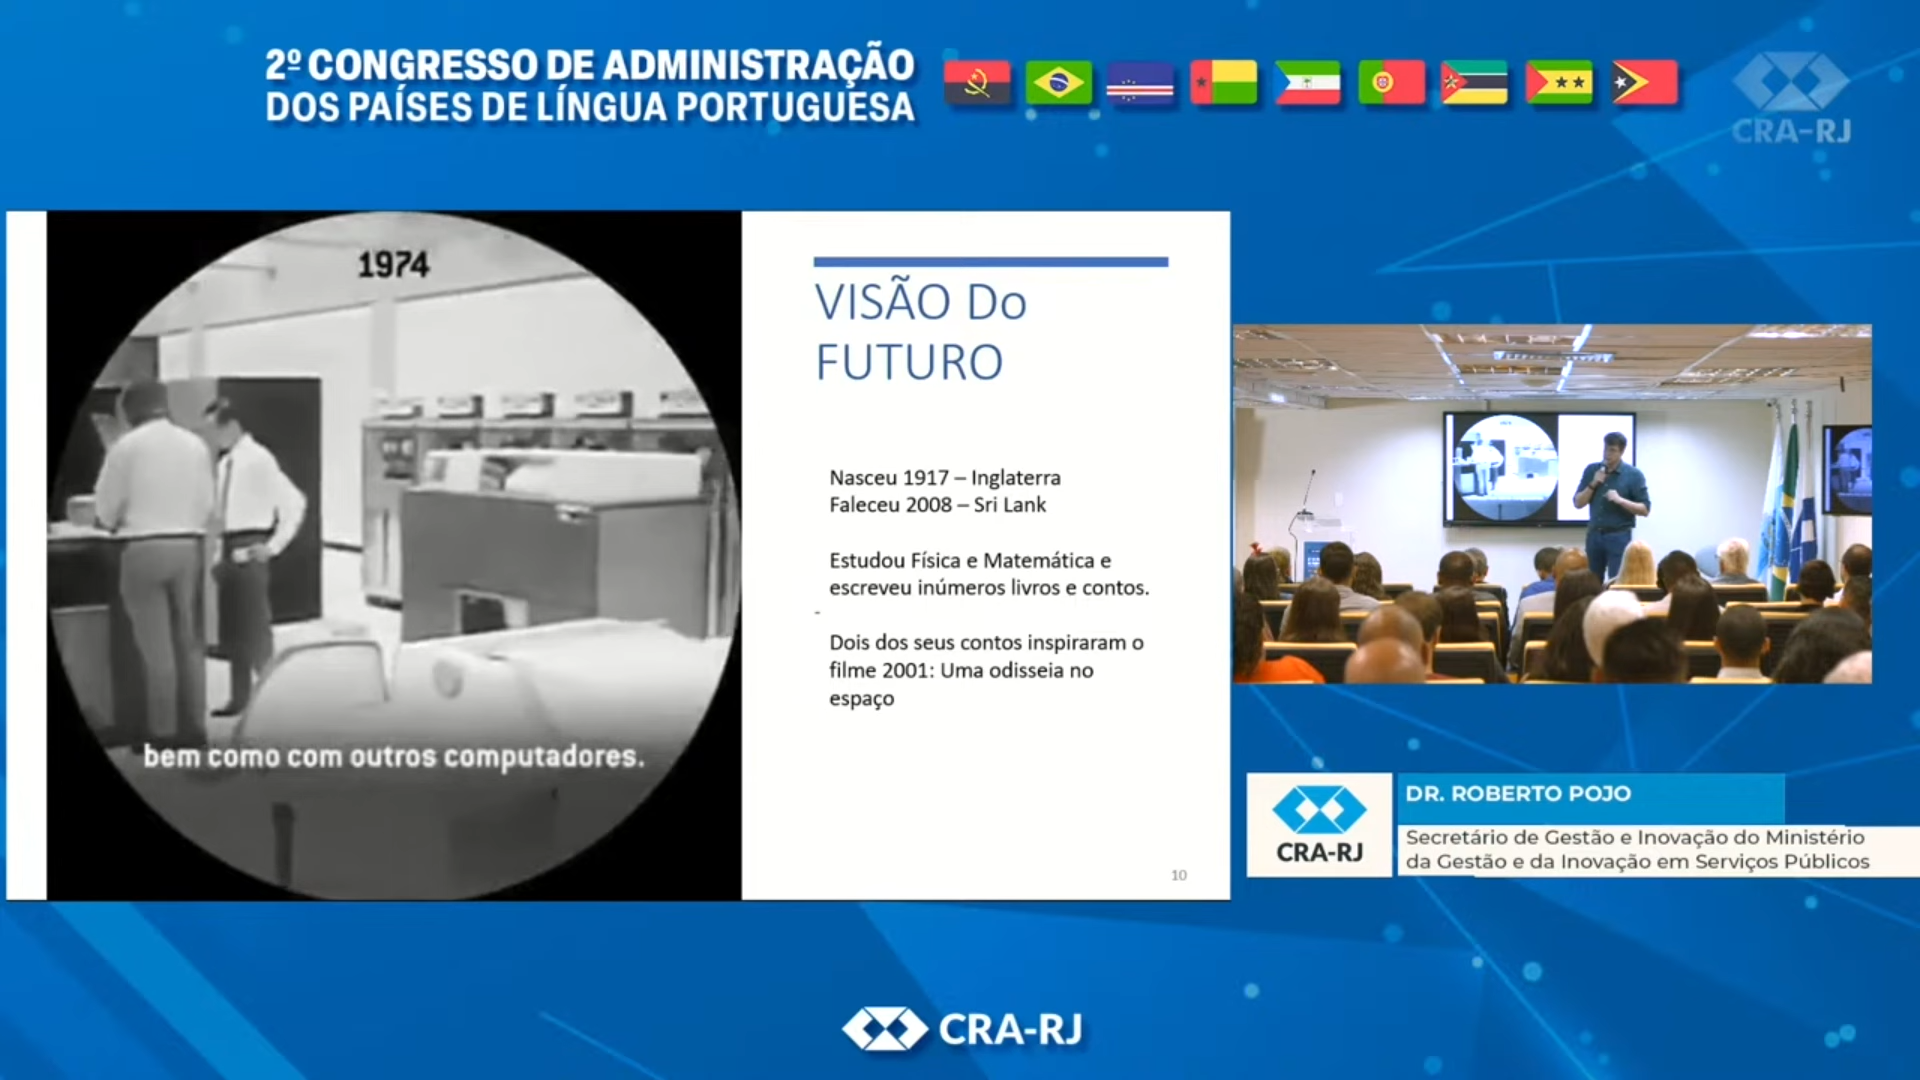 2º CONGRESSO DE ADMINISTRAÇÃO
DOS PAÍSES DE LÍNGUA PORTUGUESA
CRA-RJ
1974
bem como com outros computadores.
VISÃO Do
FUTURO
Nasceu 1917 – Inglaterra
Faleceu 2008 – Sri Lank
Estudou Física e Matemática e
escreveu inúmeros livros e contos.
-
Dois dos seus contos inspiraram o
filme 2001: Uma odisseia no
espaço
10
CRA-RJ
DR. ROBERTO POJO
Secretário de Gestão e Inovação do Ministério
da Gestão e da Inovação em Serviços Públicos
CRA-RJ